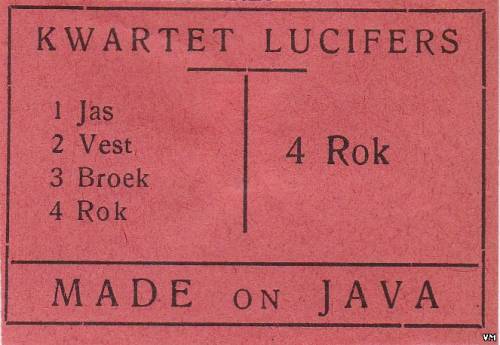 KWARTET LUCIFERS
1 Jas
2 Vest
3 Broek
4 Rok
4 Rok
MADE ON JAVA
VM